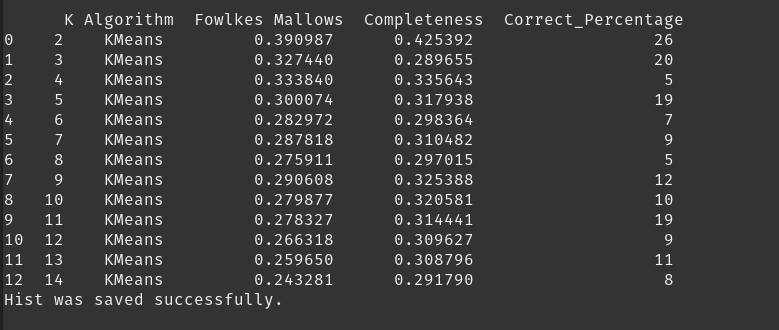 K Algorithm Fowlkes Mallows Completeness Correct_Percentage
0 2 KMeans 0.390987 0.425392 26
1 3 KMeans 0.327440 0.289655 20
2 4 KMeans 0.333840 0.335643 5
3 5 KMeans 0.300074 0.317938 19
4 6 KMeans 0.282972 0.298364 7
5 7 KMeans 0.287818 0.310482 9
6 8 KMeans 0.275911 0.297015 5
7 9 KMeans 0.290608 0.325388 12
8 10 KMeans 0.279877 0.320581 10
9 11 KMeans 0.278327 0.314441 19
10 12 KMeans 0.266318 0.309627 9
11 13 KMeans 0.259650 0.308796 11
12 14 KMeans 0.243281 0.291790 8
Hist was saved successfully.